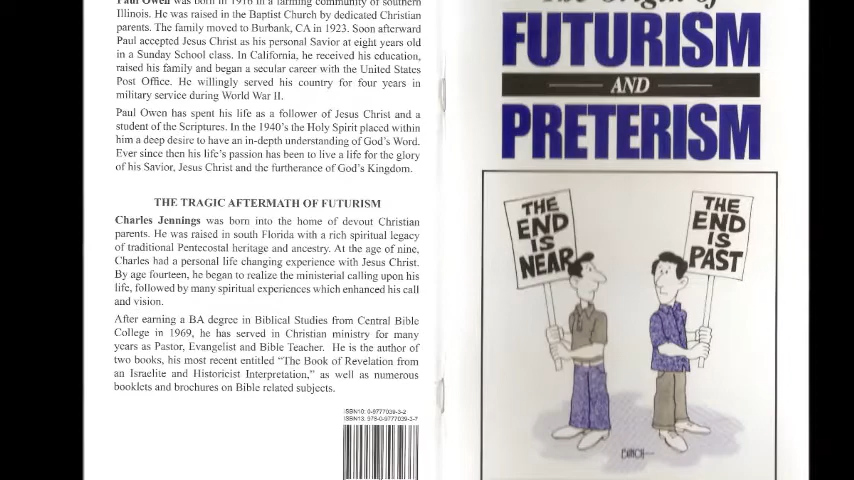 Paul Owen was born in 1916 in a farming community of southern
Illinois. He was raised in the Baptist Church by dedicated Christian
parents. The family moved to Burbank, CA in 1923. Soon afterward
Paul accepted Jesus Christ as his personal Savior at eight years old
in a Sunday School class. In California, he received his education,
raised his family and began a secular career with the United States
Post Office. He willingly served his country for four years in
military service during World War II.
Paul Owen has spent his life as a follower of Jesus Christ and a
student of the Scriptures. In the 1940's the Holy Spirit placed within
him a deep desire to have an in-depth understanding of God's Word.
Ever since then his life's passion has been to live a life for the glory
of his Savior, Jesus Christ and the furtherance of God's Kingdom.
THE TRAGIC AFTERMATH OF FUTURISM
Charles Jennings was born into the home of devout Christian
parents. He was raised in south Florida with a rich spiritual legacy
of traditional Pentecostal heritage and ancestry. At the age of nine,
Charles had a personal life changing experience with Jesus Christ.
By age fourteen, he began to realize the ministerial calling upon his
life, followed by many spiritual experiences which enhanced his call
and vision.
After earning a BA degree in Biblical Studies from Central Bible
College in 1969, he has served in Christian ministry for many
years as Pastor, Evangelist and Bible Teacher. He is the author of
two books, his most recent entitled “The Book of Revelation from
an Israelite and Historicist Interpretation,” as well as numerous
booklets and brochures on Bible related subjects.
ISBN10: 0-9777039-3-2
ISBN13: 978-0-9777039-3-7
The Origin of
FUTURISM
AND
PRETERISM
THE
END
IS
NEAR
THE
END
IS
PAST